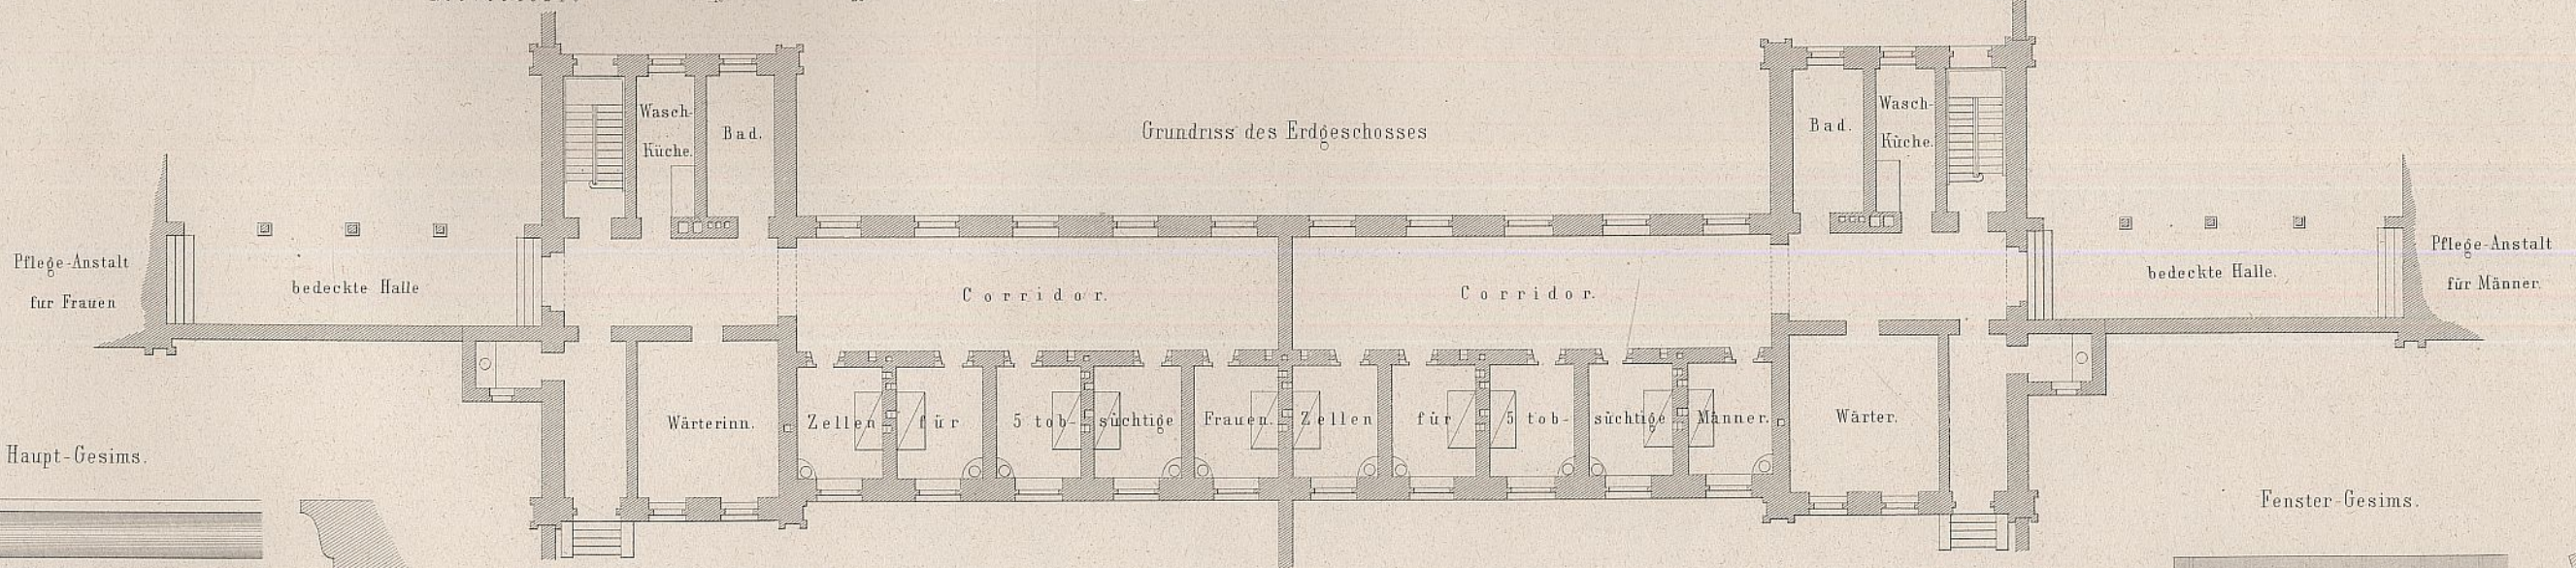 Grundriss des Erdgeschosses
Wasch-
Küche.
Bad.
Bad.
Wasch-
Küche.
Pflege-Anstalt
fur Frauen
bedeckte Halle
Corridor.
Corridor.
bedeckte Halle.
Pflege-Anstalt
für Männer.
Wärterinn.
Zellen für 5 tob-süchtige Frauen.
Zellen für 5 tob-süchtige Männer.
Wärter.
Haupt-Gesims.
Fenster-Gesims.